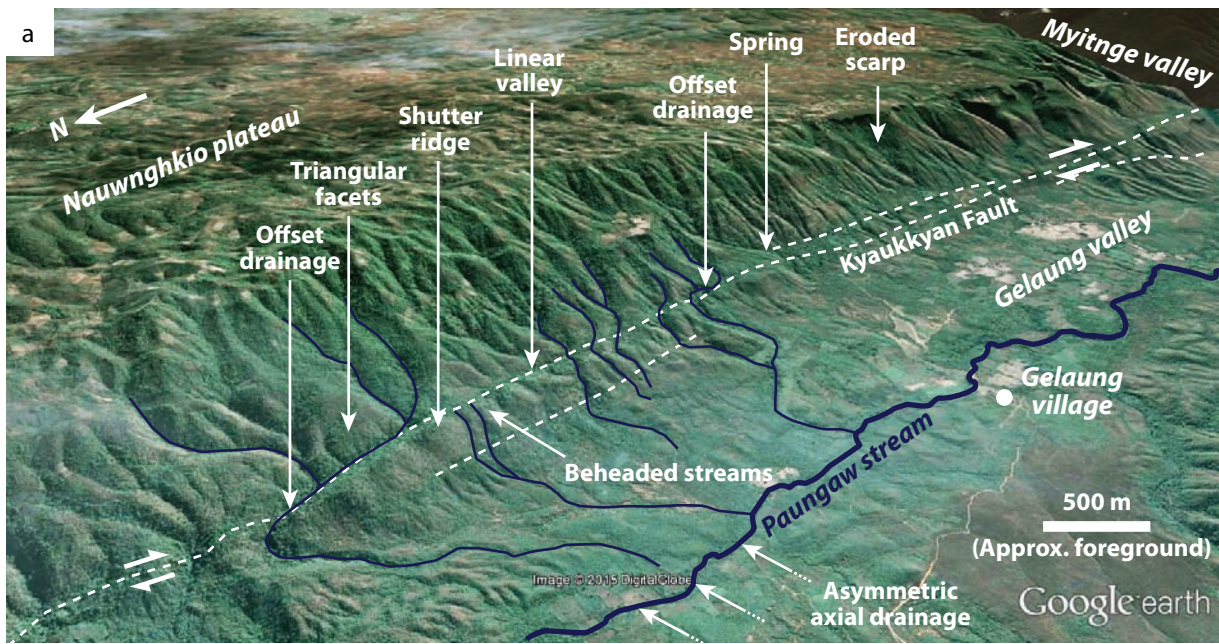 a
Myitnge valley
Spring
Eroded
scarp
Linear
valley
Offset
drainage
N
Nauwnghkio plateau
Shutter
ridge
Triangular
facets
Offset
drainage
Kyaukkyan Fault
Gelaung valley
Gelaung
village
Beheaded streams
Paungaw stream
500 m
(Approx. foreground)
Image © 2015 DigitalGlobe
Asymmetric
axial drainage
Google earth